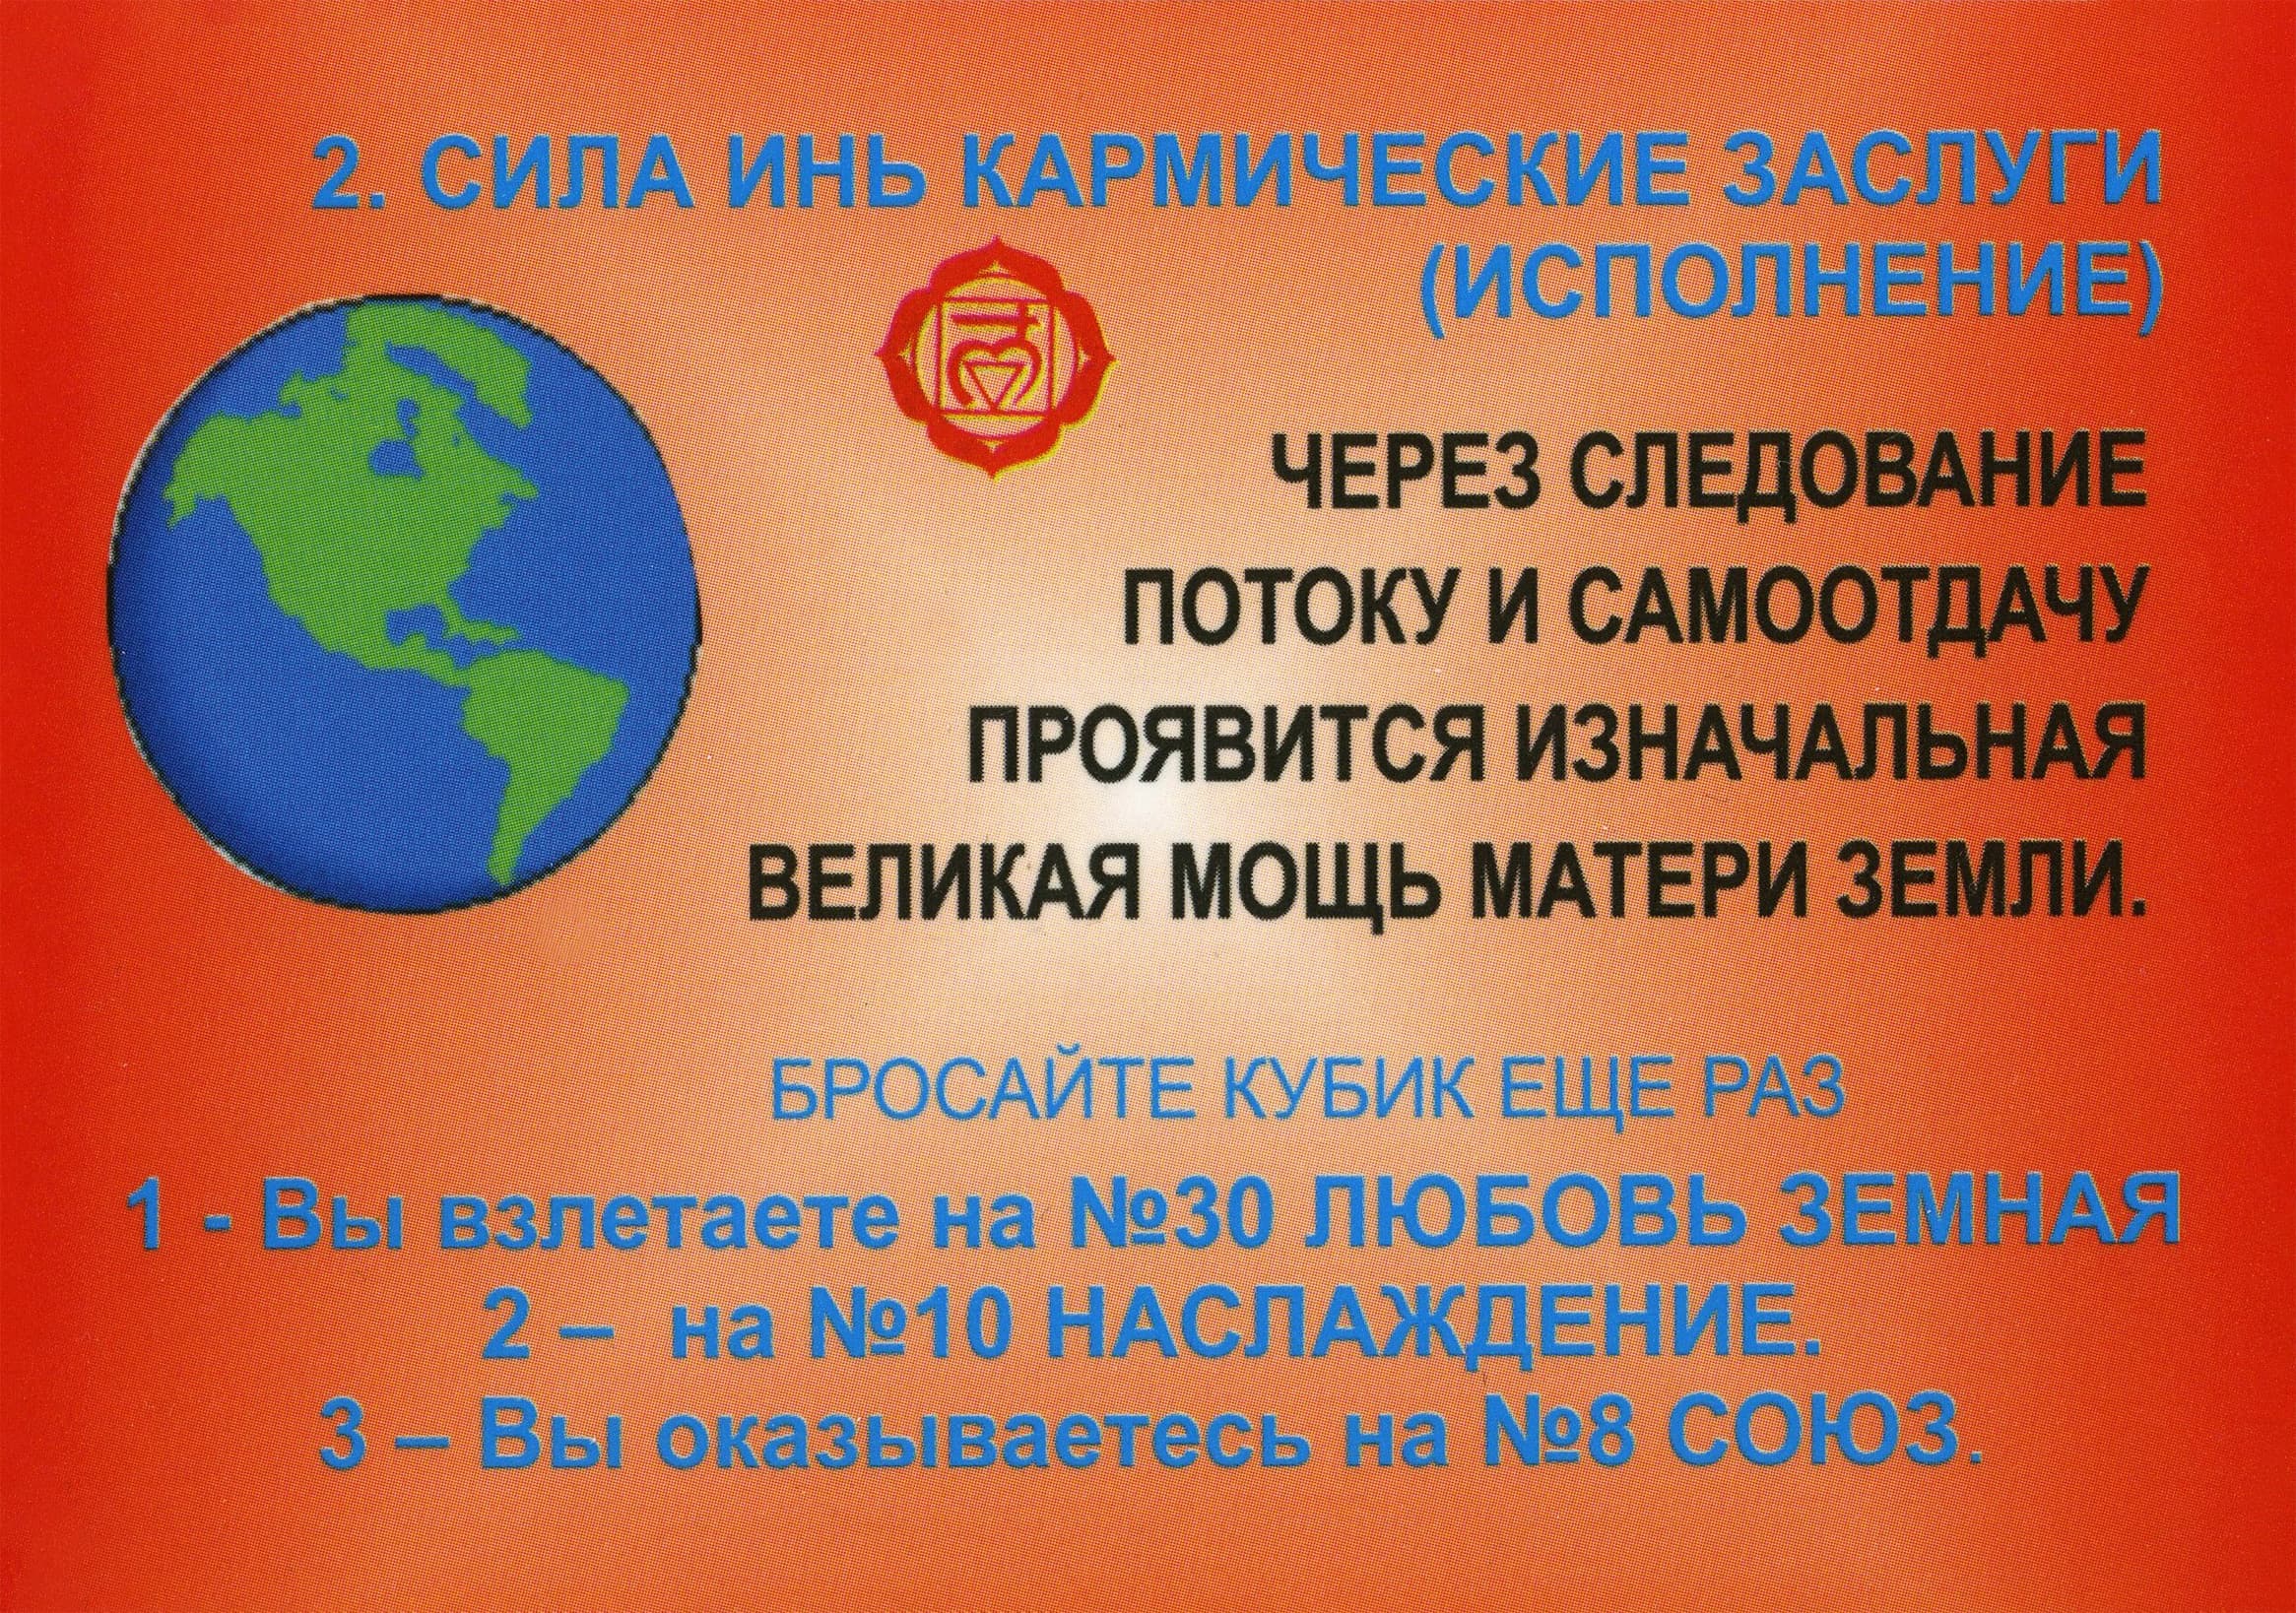 2. СИЛА ИНЬ КАРМИЧЕСКИЕ ЗАСЛУГИ
(ИСПОЛНЕНИЕ)
ЧЕРЕЗ СЛЕДОВАНИЕ
ПОТОКУ И САМООТДАЧУ
ПРОЯВИТСЯ ИЗНАЧАЛЬНАЯ
ВЕЛИКАЯ МОЩЬ МАТЕРИ ЗЕМЛИ.
БРОСАЙТЕ КУБИК ЕЩЕ РАЗ
1 - Вы взлетаете на №30 ЛЮБОВЬ ЗЕМНАЯ
2 – на №10 НАСЛАЖДЕНИЕ.
3 – Вы оказываетесь на №8 СОЮЗ.